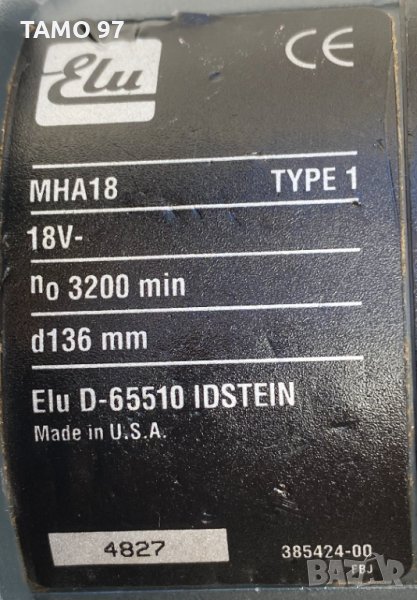 TAMO 97
Elu
CE
MHA18 TYPE 1
18V-
n0 3200 min
d136 mm
Elu D-65510 IDSTEIN
Made in U.S.A.
4827 385424-00
FBJ
BAZAR